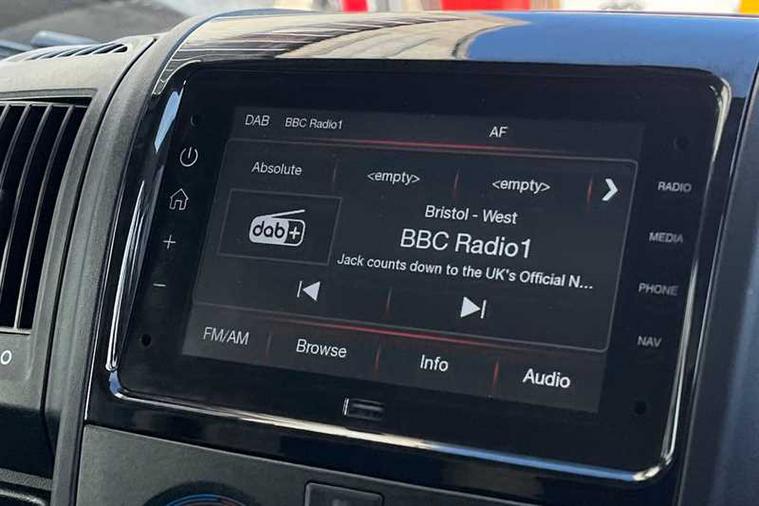 DAB BBC Radio1 AF
Absolute <empty> <empty>
RADIO
Bristol - West
dab+
BBC Radio1
MEDIA
Jack counts down to the UK's Official N...
PHONE
FM/AM Browse Info Audio
NAV